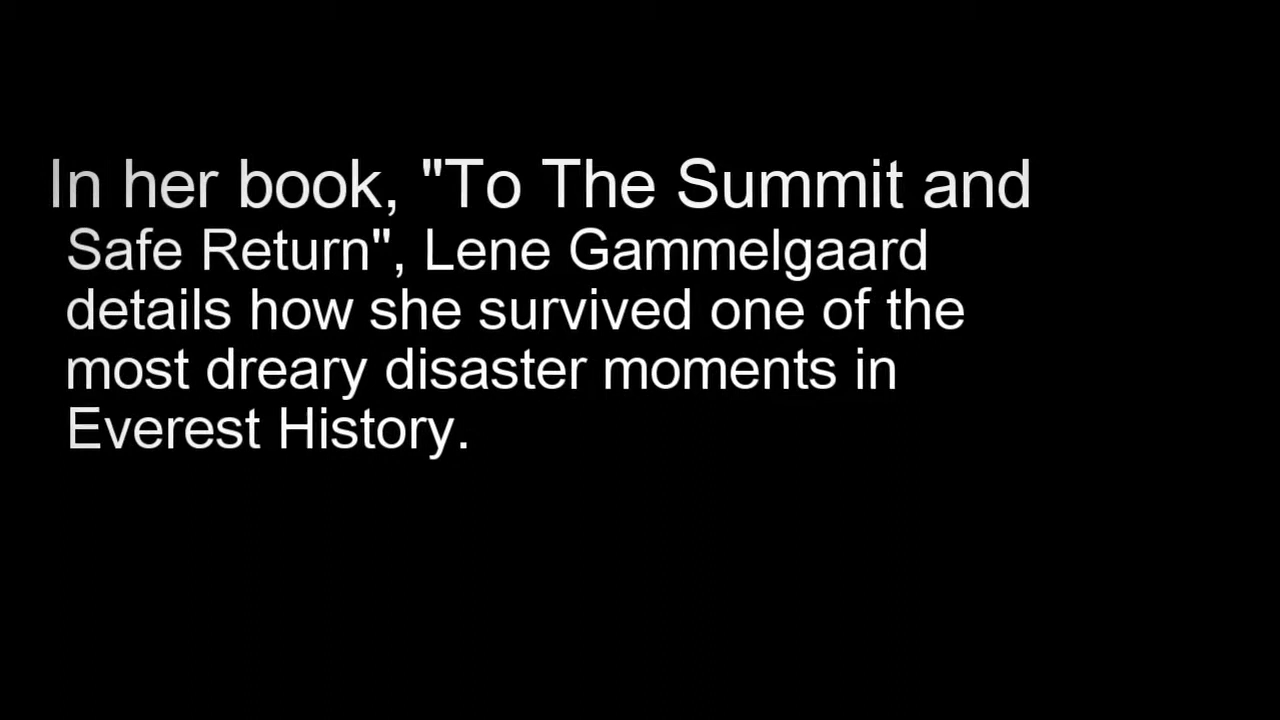 In her book, "To The Summit and
Safe Return", Lene Gammelgaard
details how she survived one of the
most dreary disaster moments in
Everest History.